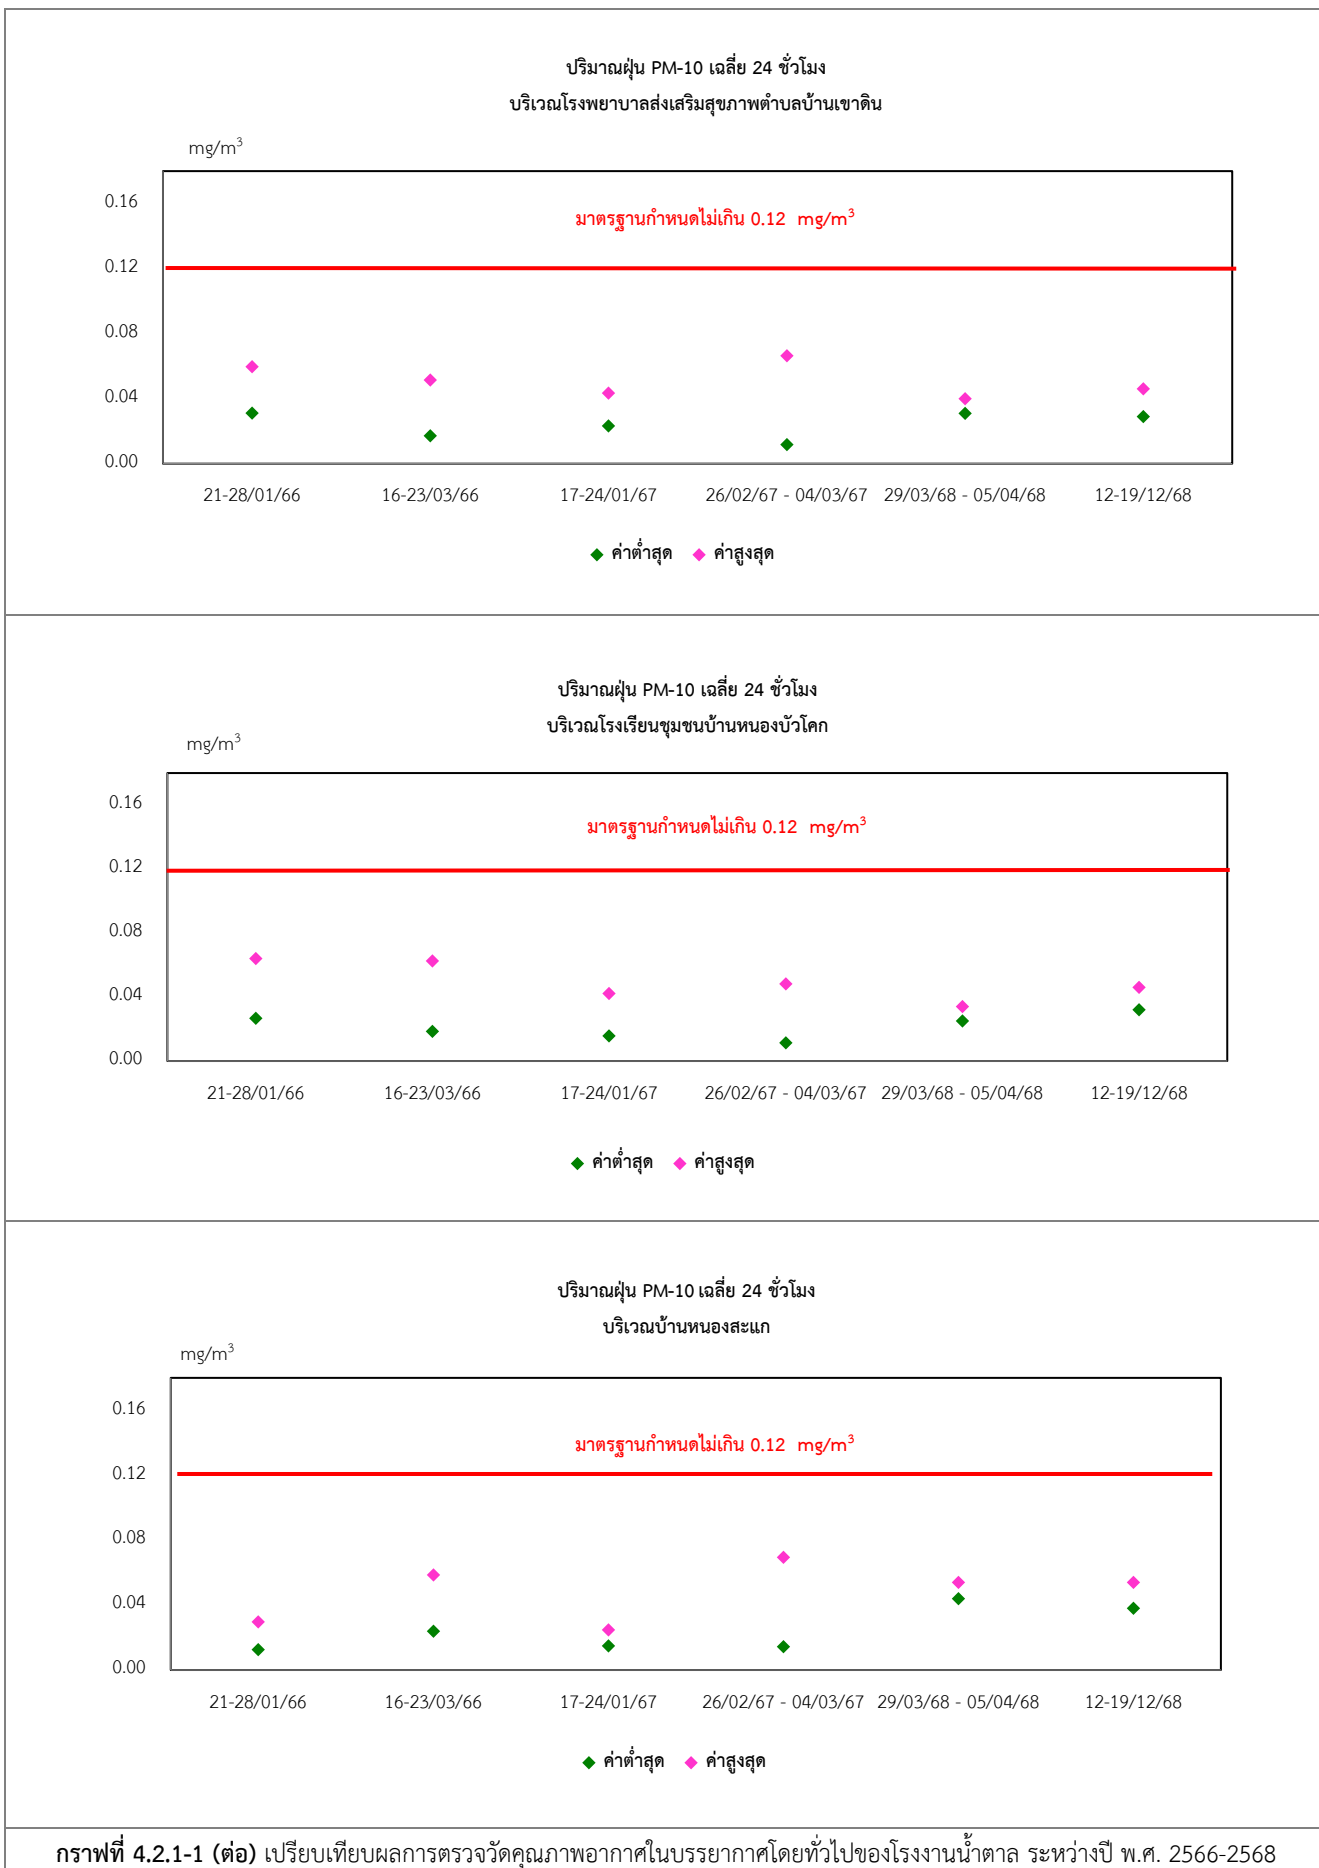 ปริมาณฝุ่น PM-10 เฉลี่ย 24 ชั่วโมง
บริเวณโรงพยาบาลส่งเสริมสุขภาพตำบลบ้านเขาดิน
mg/m³
0.16
มาตรฐานกำหนดไม่เกิน 0.12 mg/m³
0.12
0.08
0.04
0.00
21-28/01/66 16-23/03/66 17-24/01/67 26/02/67 - 04/03/67 29/03/68 - 05/04/68 12-19/12/68
ค่าต่ำสุด ค่าสูงสุด
ปริมาณฝุ่น PM-10 เฉลี่ย 24 ชั่วโมง
บริเวณโรงเรียนชุมชนบ้านหนองบัวโคก
mg/m³
0.16
มาตรฐานกำหนดไม่เกิน 0.12 mg/m³
0.12
0.08
0.04
0.00
21-28/01/66 16-23/03/66 17-24/01/67 26/02/67 - 04/03/67 29/03/68 - 05/04/68 12-19/12/68
ค่าต่ำสุด ค่าสูงสุด
ปริมาณฝุ่น PM-10 เฉลี่ย 24 ชั่วโมง
บริเวณบ้านหนองสะแก
mg/m³
0.16
มาตรฐานกำหนดไม่เกิน 0.12 mg/m³
0.12
0.08
0.04
0.00
21-28/01/66 16-23/03/66 17-24/01/67 26/02/67 - 04/03/67 29/03/68 - 05/04/68 12-19/12/68
ค่าต่ำสุด ค่าสูงสุด
กราฟที่ 4.2.1-1 (ต่อ) เปรียบเทียบผลการตรวจวัดคุณภาพอากาศในบรรยากาศโดยทั่วไปของโรงงานน้ำตาล ระหว่างปี พ.ศ. 2566-2568